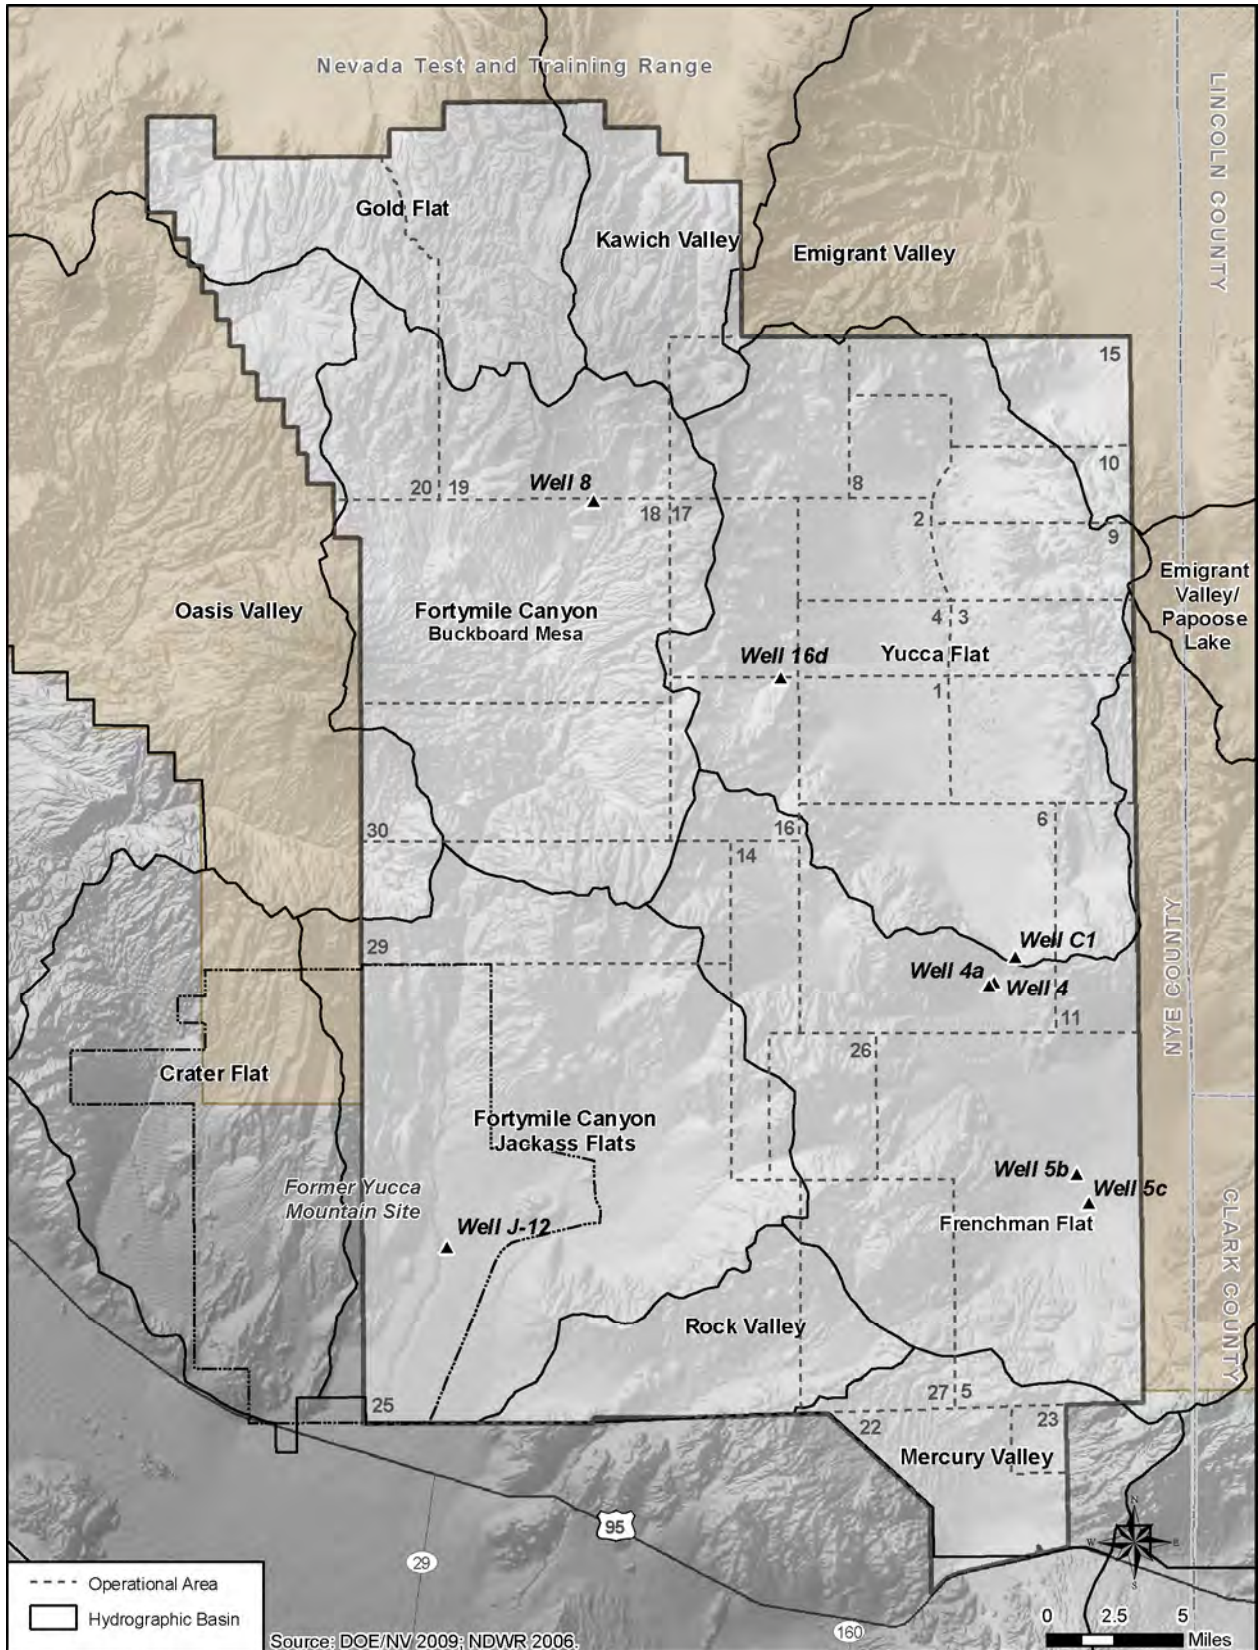 Nevada Test and Training Range
LINCOLN COUNTY
Gold Flat
Kawich Valley
Emigrant Valley
15
10
20
19
Well 8
18
17
8
2
9
Emigrant
Valley/
Papoose
Lake
Oasis Valley
Fortymile Canyon
Buckboard Mesa
4
3
Well 16d
Yucca Flat
1
30
16
6
14
NYE COUNTY
29
Well C1
Well 4a
Well 4
11
26
Crater Flat
Fortymile Canyon
Jackass Flats
Well 5b
Former Yucca
Mountain Site
Well 5c
Frenchman Flat
CLARK COUNTY
Well J-12
Rock Valley
25
27
5
22
23
Mercury Valley
95
29
N
W
E
S
Operational Area
Hydrographic Basin
Source: DOE/NV 2009; NDWR 2006.
160
0 2.5 5
Miles